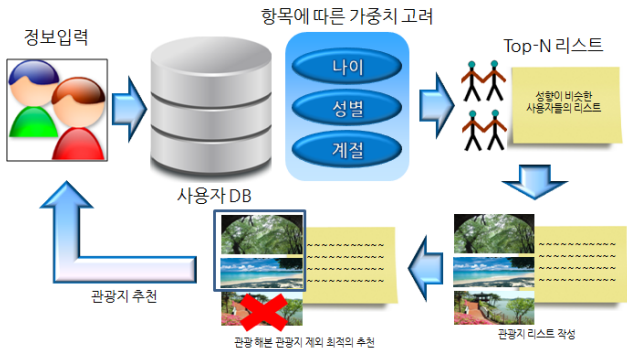 정보입력
항목에 따른 가중치 고려
Top-N 리스트
나이
성별
계절
성향이 비슷한
사용자들의 리스트
사용자 DB
관광지 리스트 작성
관광 해본 관광지 제외 최적의 추천
관광지 추천